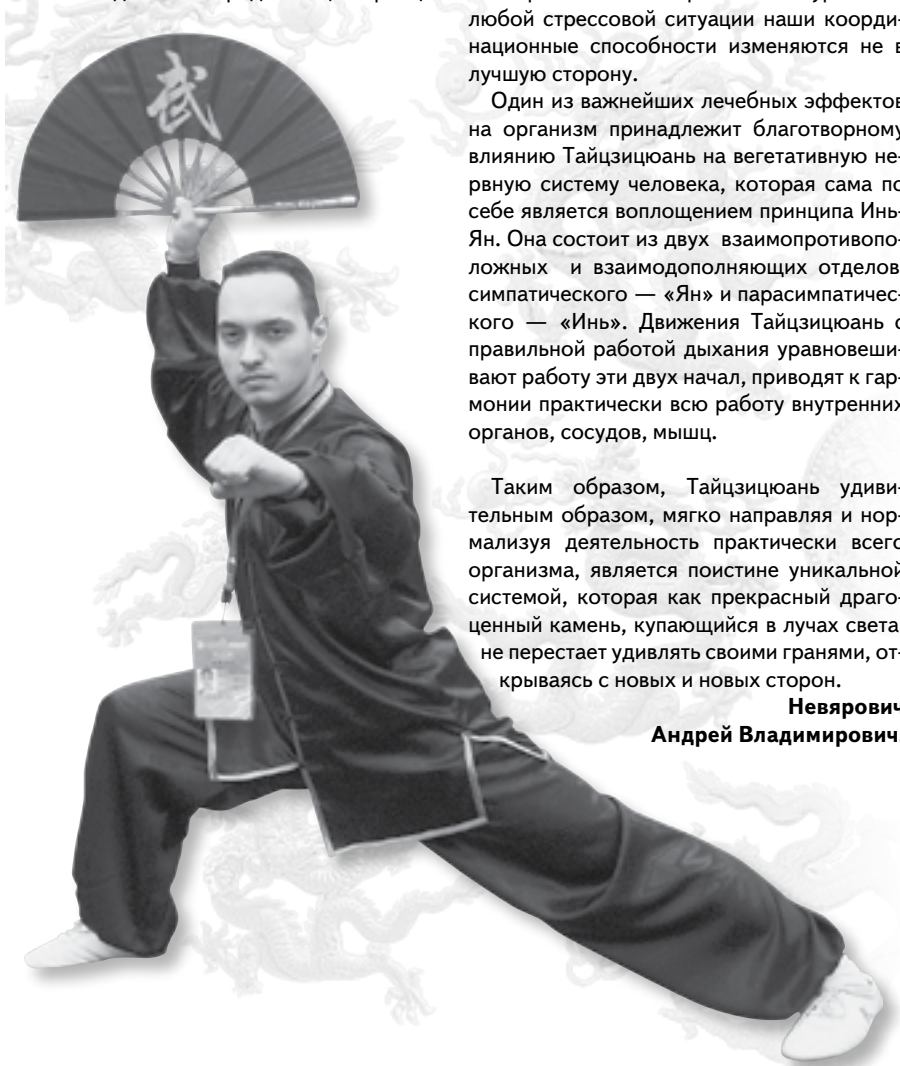 武
любой стрессовой ситуации наши коорди-
национные способности изменяются не в
лучшую сторону.
Один из важнейших лечебных эффектов
на организм принадлежит благотворному
влиянию Тайцзицюань на вегетативную не-
рвную систему человека, которая сама по
себе является воплощением принципа Инь-
Ян. Она состоит из двух взаимопротивопо-
ложных и взаимодополняющих отделов
симпатического — «Ян» и парасимпатичес-
кого — «Инь». Движения Тайцзицюань с
правильной работой дыхания уравновеши-
вают работу эти двух начал, приводят к гар-
монии практически всю работу внутренних
органов, сосудов, мышц.
Таким образом, Тайцзицюань удиви-
тельным образом, мягко направляя и нор-
мализуя деятельность практически всего
организма, является поистине уникальной
системой, которая как прекрасный драго-
ценный камень, купающийся в лучах света
не перестает удивлять своими гранями, от-
крываясь с новых и новых сторон.
Невярович
Андрей Владимирович.